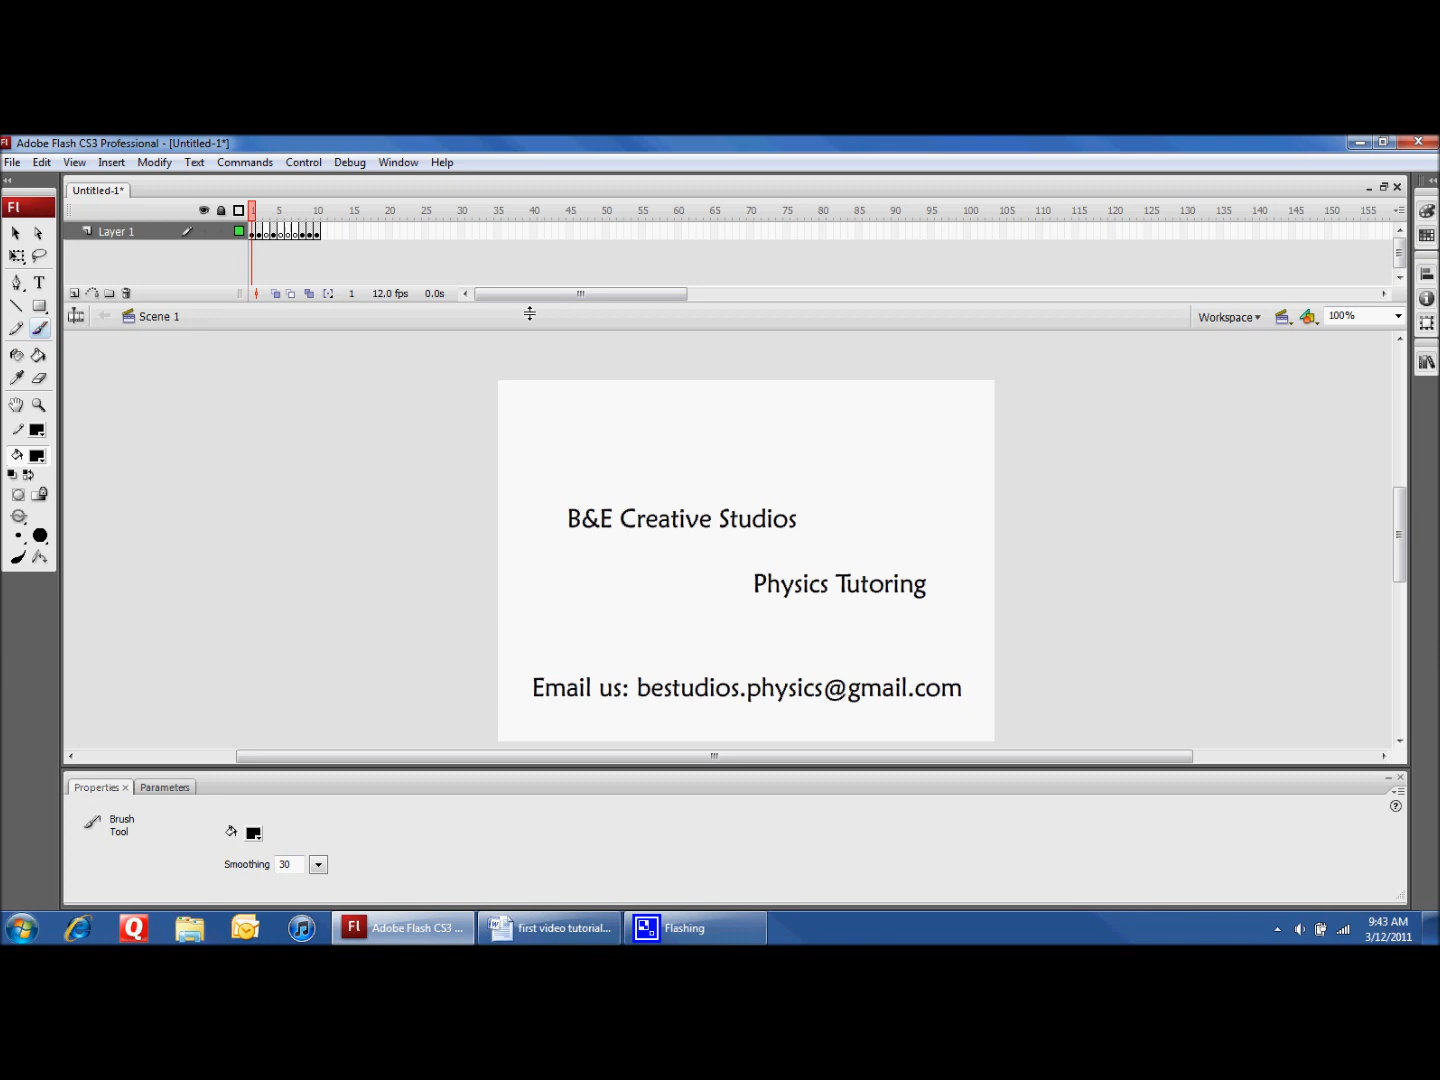 Adobe Flash CS3 Professional - [Untitled-1*]
File Edit View Insert Modify Text Commands Control Debug Window Help
Untitled-1*
Fl
1 5 10 15 20 25 30 35 40 45 50 55 60 65 70 75 80 85 90 95 100 105 110 115 120 125 130 135 140 145 150 155
Layer 1
1 12.0 fps 0.0s
Scene 1
Workspace
100%
B&E Creative Studios
Physics Tutoring
Email us: bestudios.physics@gmail.com
Properties x Parameters
Brush
Tool
Smoothing 30
Fl Adobe Flash CS3 ... first video tutorial... Flashing
9:43 AM
3/12/2011